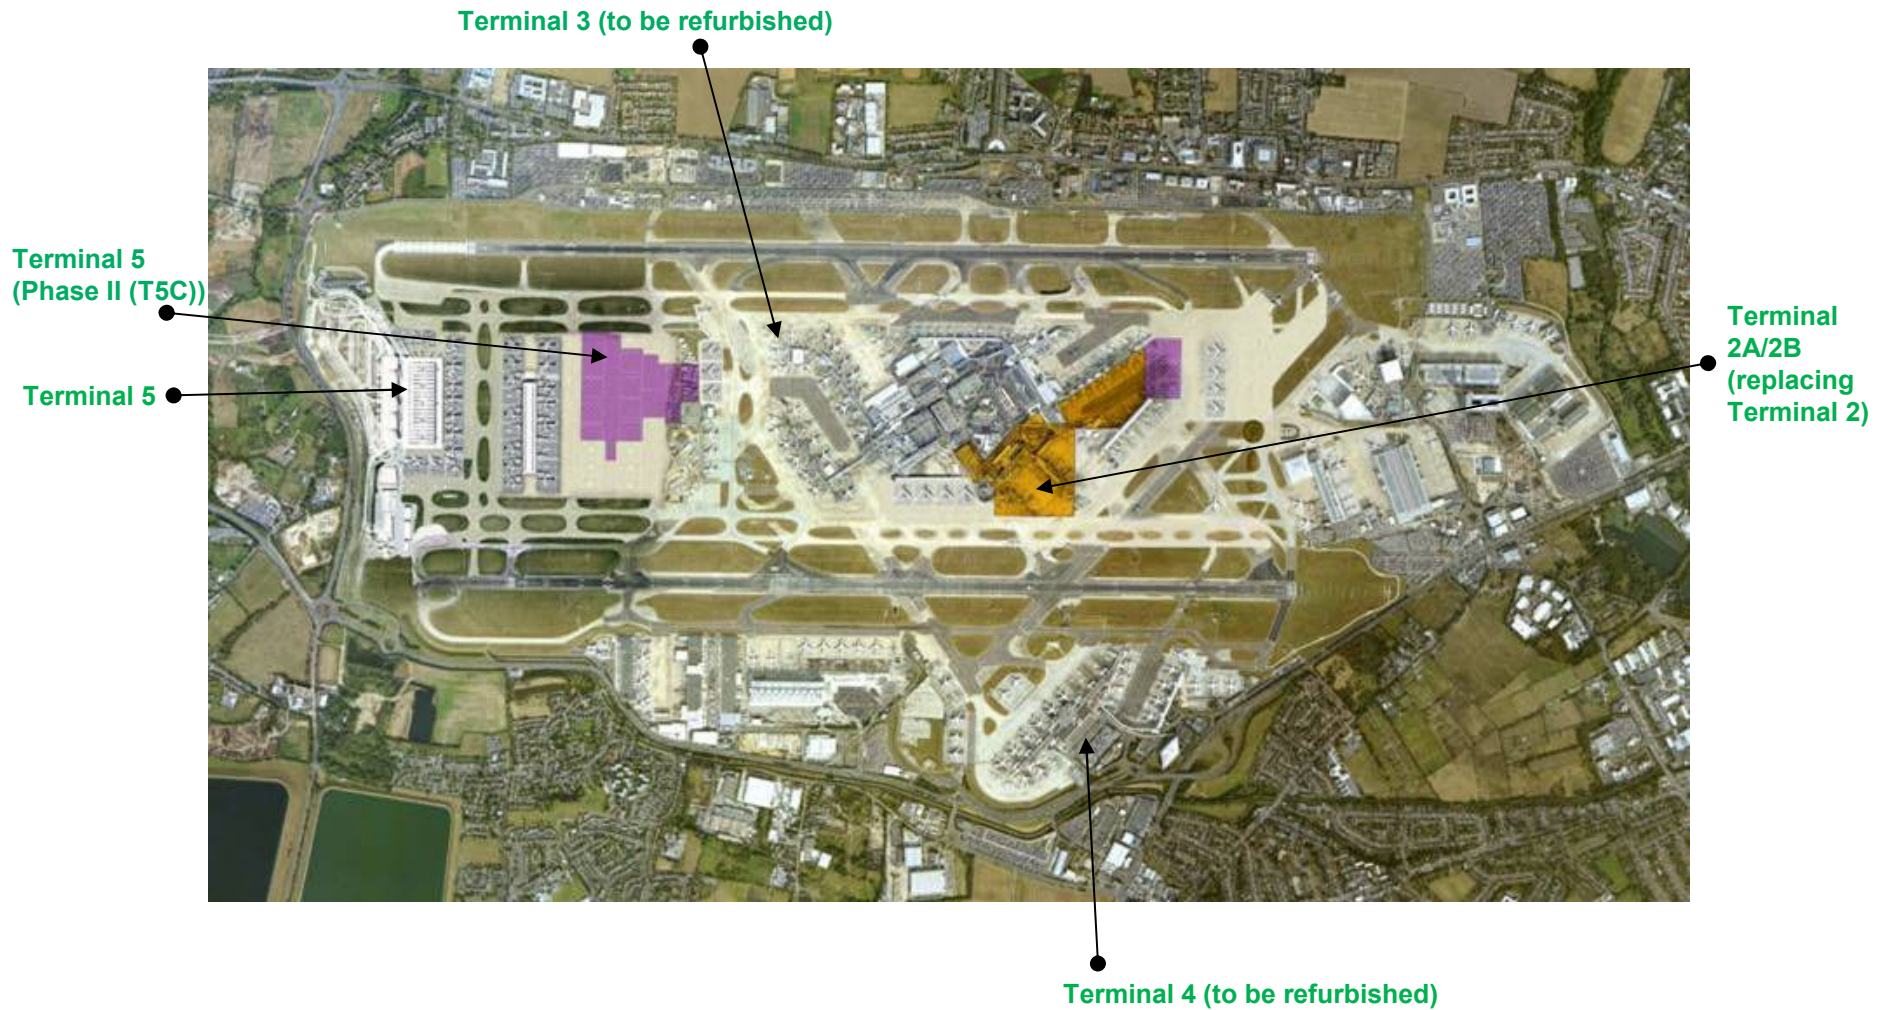 Terminal 3 (to be refurbished)
Terminal 5
(Phase II (T5C))
Terminal 5
Terminal
2A/2B
(replacing
Terminal 2)
Terminal 4 (to be refurbished)